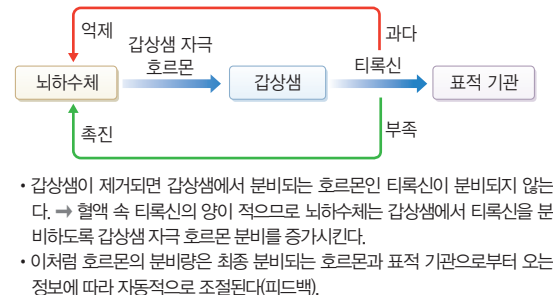 억제
과다
갑상샘 자극
호르몬
티록신
뇌하수체
갑상샘
표적 기관
촉진
부족
• 갑상샘이 제거되면 갑상샘에서 분비되는 호르몬인 티록신이 분비되지 않는
다. ➡ 혈액 속 티록신의 양이 적으므로 뇌하수체는 갑상샘에서 티록신을 분
비하도록 갑상샘 자극 호르몬 분비를 증가시킨다.
• 이처럼 호르몬의 분비량은 최종 분비되는 호르몬과 표적 기관으로부터 오는
정보에 따라 자동적으로 조절된다(피드백).